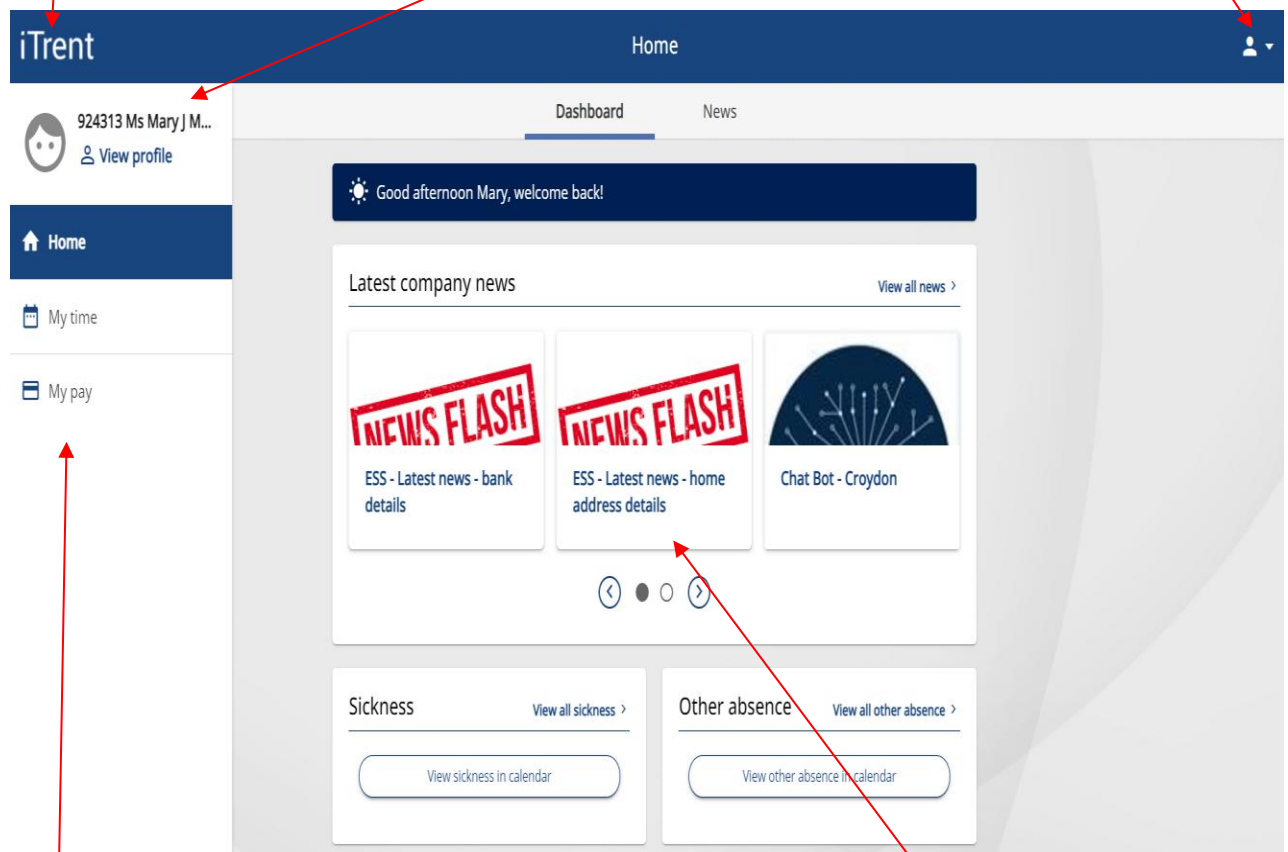 iTrent
Home
924313 Ms Mary J M...
View profile
Dashboard
News
Good afternoon Mary, welcome back!
Home
My time
My pay
Latest company news
View all news >
NEWS FLASH
NEWS FLASH
ESS - Latest news - bank
details
ESS - Latest news - home
address details
Chat Bot - Croydon
Sickness
View all sickness >
Other absence
View all other absence >
View sickness in calendar
View other absence in calendar